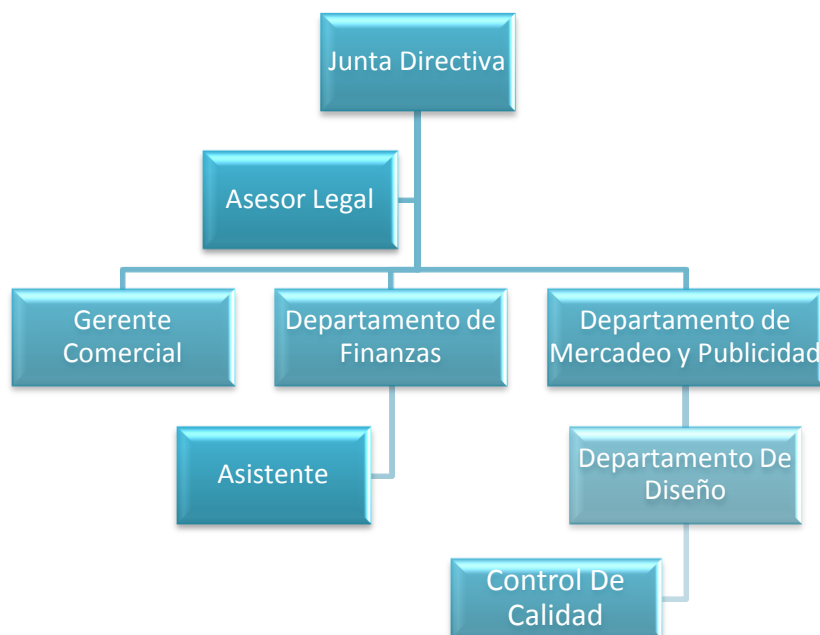 Junta Directiva
Asesor Legal
Gerente
Comercial
Departamento de
Finanzas
Departamento de
Mercadeo y Publicidad
Asistente
Departamento De
Diseño
Control De
Calidad